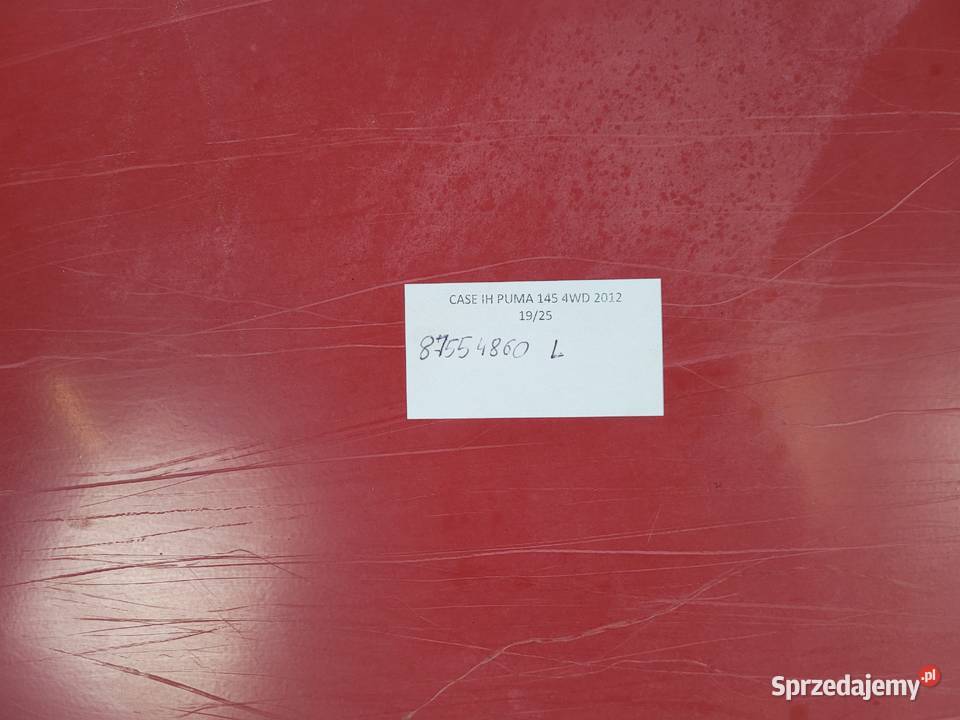 CASE IH PUMA 145 4WD 2012
19/25
87554860 L
Sprzedajemy.pl